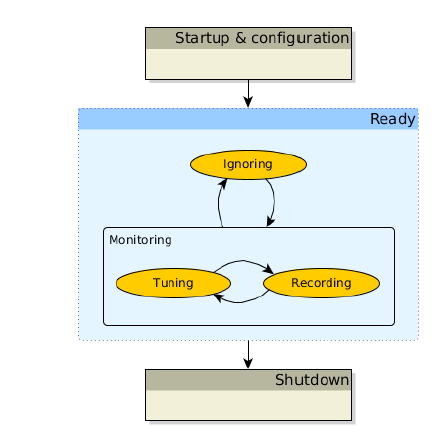 Startup & configuration
Ready
Ignoring
Monitoring
Tuning
Recording
Shutdown